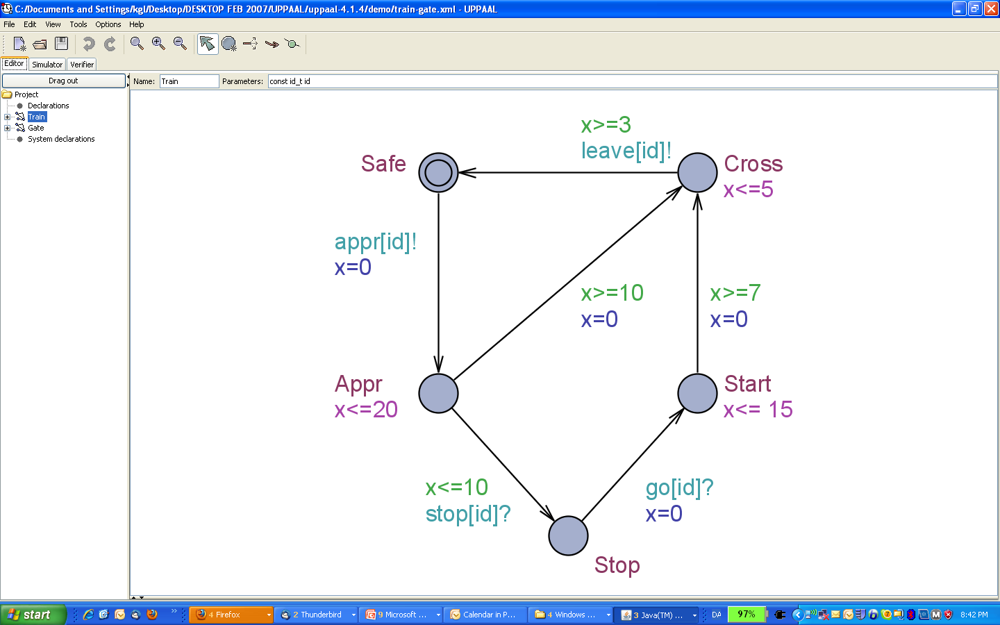 C:/Documents and Settings/kgl/Desktop/DESKTOP FEB 2007/UPPAAL/uppaal-4.1.4/demo/train-gate.xml - UPPAAL
File Edit View Tools Options Help
Editor Simulator Verifier
Drag out
Name: Train Parameters: const id_t id
Project
Declarations
Train
Gate
System declarations
x>=3
leave[id]!
Safe
Cross
x<=5
appr[id]!
x=0
x>=10
x=0
x>=7
x=0
Appr
x<=20
Start
x<= 15
x<=10
stop[id]?
go[id]?
x=0
Stop
start
4 Firefox
2 Thunderbird
9 Microsoft ...
Calendar in P...
4 Windows ...
3 Java(TM) ...
DA
97%
8:42 PM